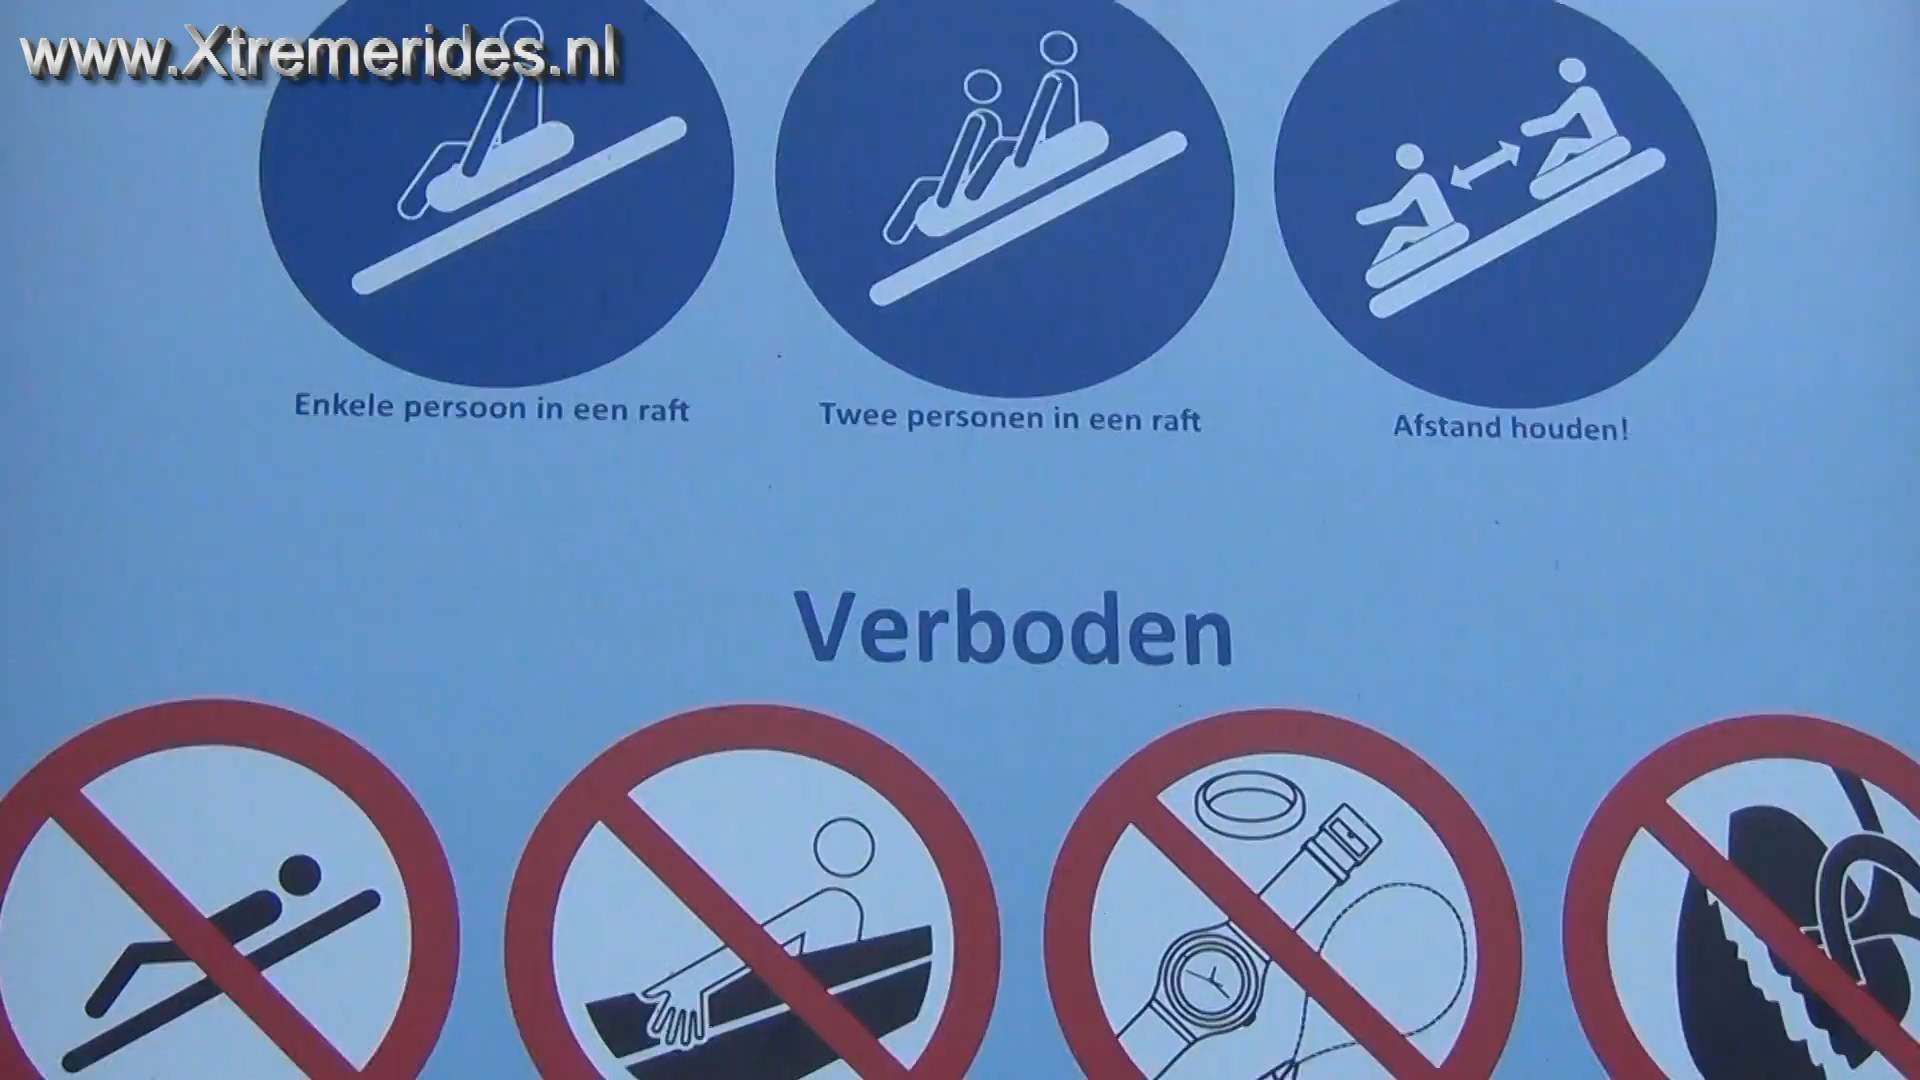 www.Xtremerides.nl
Enkele persoon in een raft
Twee personen in een raft
Afstand houden!
Verboden